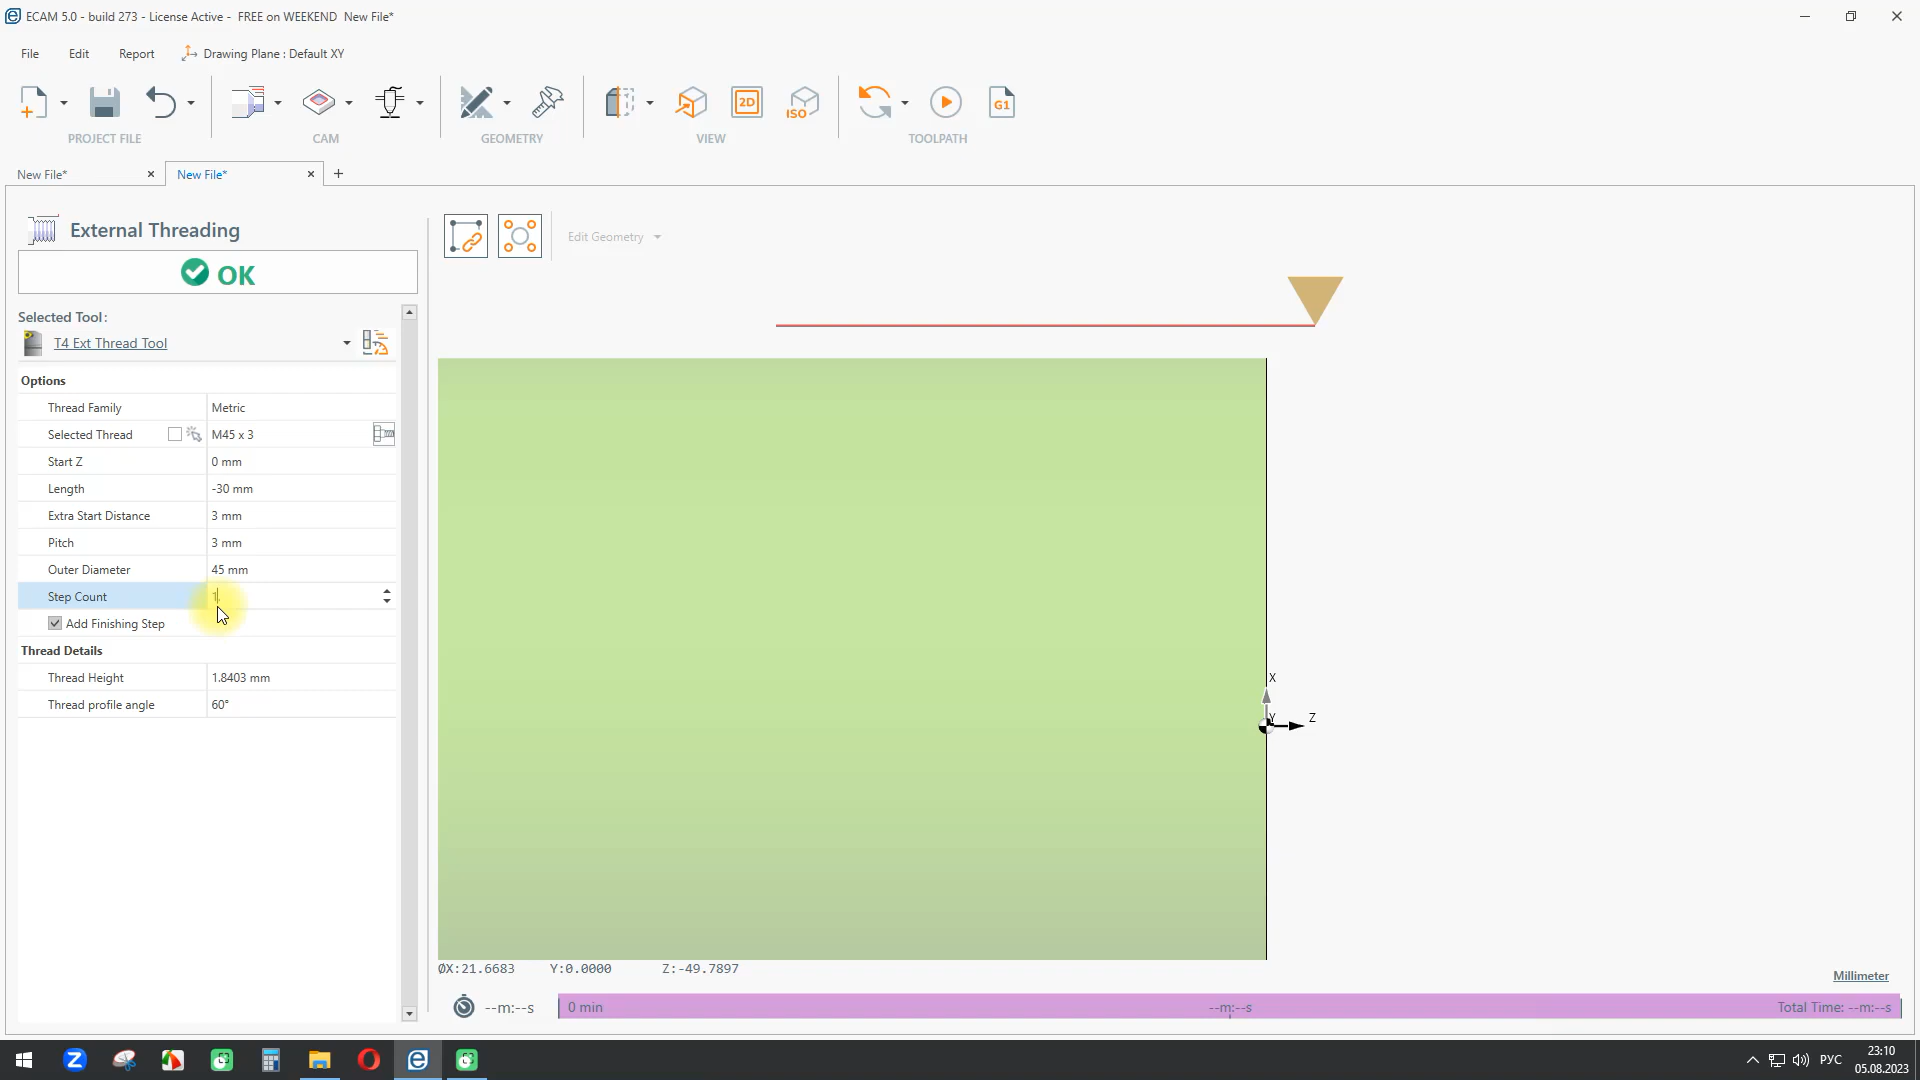 ECAM 5.0 - build 273 - License Active - FREE on WEEKEND New File*
File Edit Report Drawing Plane : Default XY
2D ISO G1
PROJECT FILE CAM GEOMETRY VIEW TOOLPATH
New File* New File*
External Threading
OK
Edit Geometry
Selected Tool:
T4 Ext Thread Tool
Options
Thread Family Metric
Selected Thread M45 x 3
Start Z 0 mm
Length -30 mm
Extra Start Distance 3 mm
Pitch 3 mm
Outer Diameter 45 mm
Step Count 1
Add Finishing Step
Thread Details
Thread Height 1.8403 mm
Thread profile angle 60°
X
Y Z
ØX:21.6683 Y:0.0000 Z:-49.7897
Millimeter
--m:--s 0 min --m:--s Total Time: --m:--s
РУС
23:10
05.08.2023